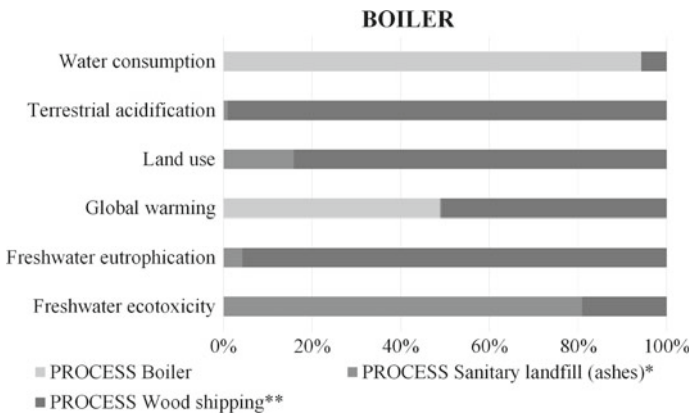 BOILER
Water consumption
Terrestrial acidification
Land use
Global warming
Freshwater eutrophication
Freshwater ecotoxicity
0% 20% 40% 60% 80% 100%
PROCESS Boiler PROCESS Sanitary landfill (ashes)*
PROCESS Wood shipping**